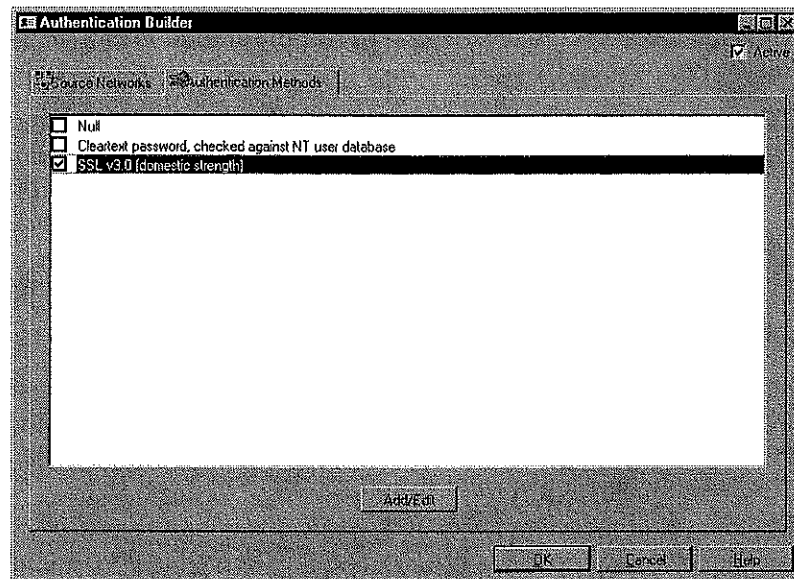 Authentication Builder
Active
Source Networks
Authentication Methods
Null
Cleartext password, checked against NT user database
SSL v3.0 (domestic strength)
Add/Edit
OK
Cancel
Help